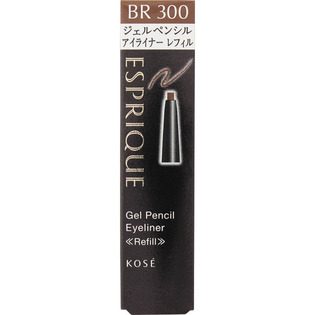 BR 300
ジェルペンシル
アイライナー レフィル
ESPRIQUE
Gel Pencil
Eyeliner
≪Refill≫
KOSÉ